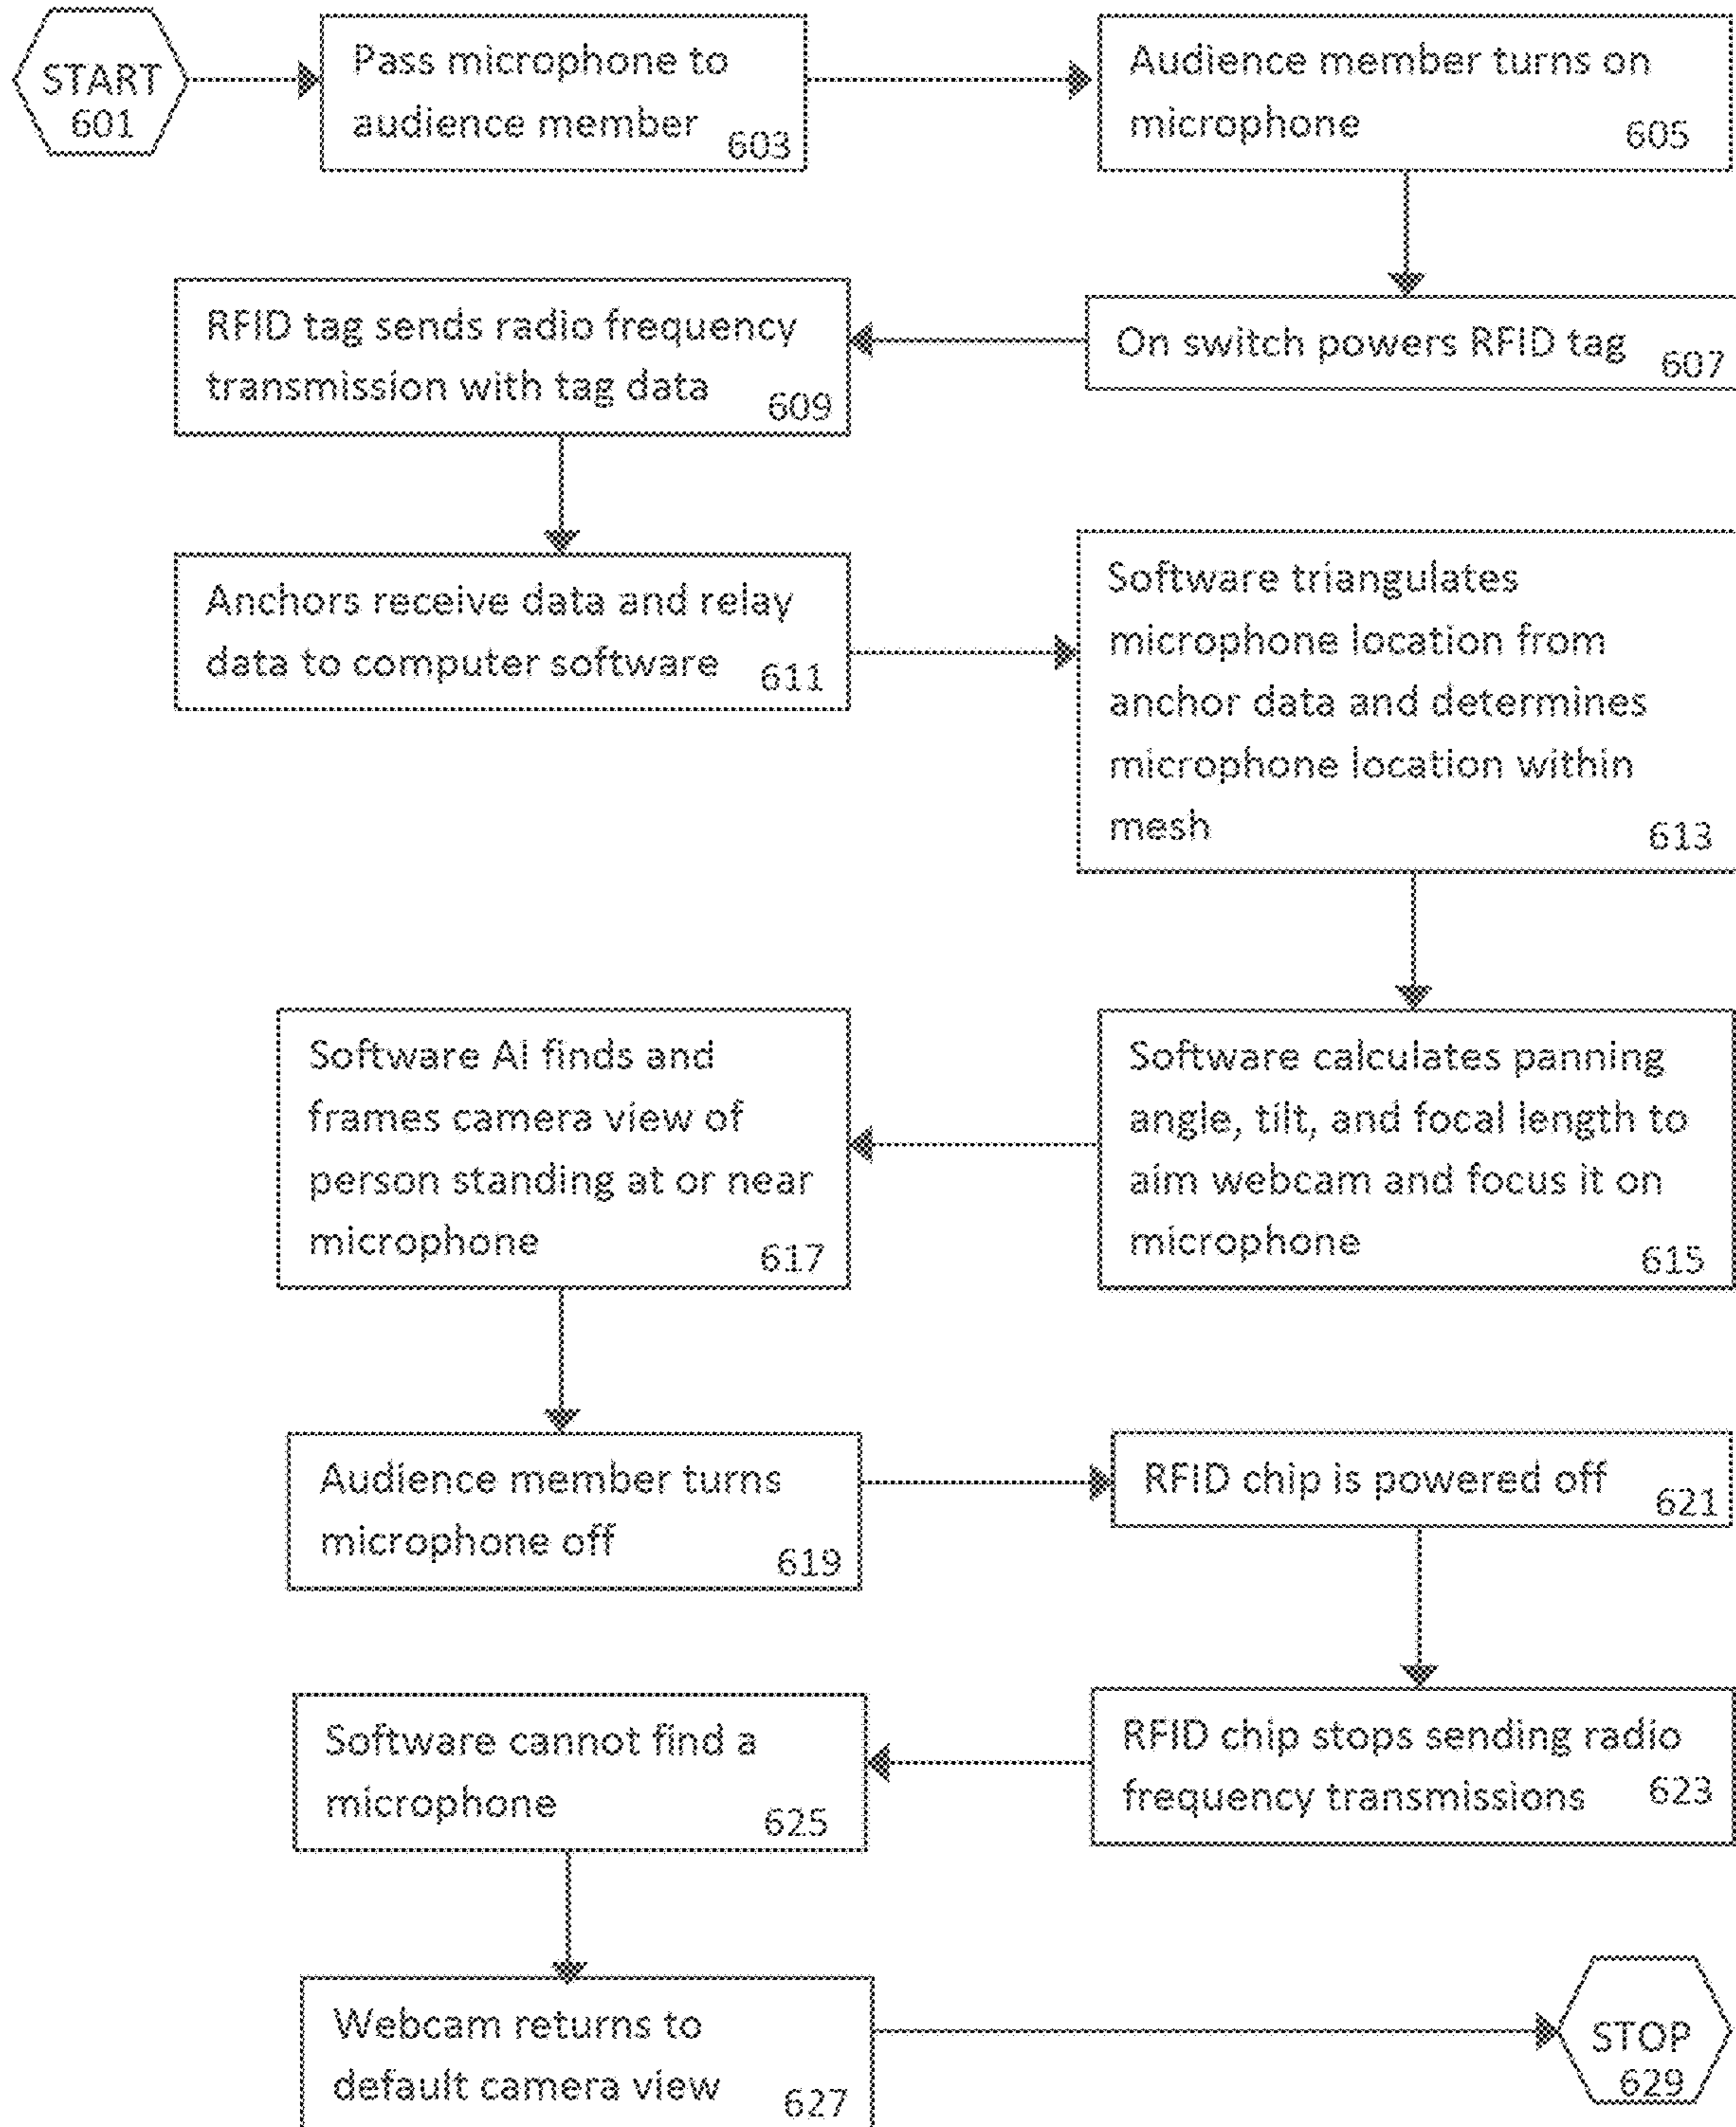 START
601
Pass microphone to
audience member
603
Audience member turns on
microphone
605
On switch powers RFID tag
607
RFID tag sends radio frequency
transmission with tag data
609
Anchors receive data and relay
data to computer software
611
Software triangulates
microphone location from
anchor data and determines
microphone location within
mesh
613
Software calculates panning
angle, tilt, and focal length to
aim webcam and focus it on
microphone
615
Software AI finds and
frames camera view of
person standing at or near
microphone
617
Audience member turns
microphone off
619
RFID chip is powered off
621
RFID chip stops sending radio
frequency transmissions
623
Software cannot find a
microphone
625
Webcam returns to
default camera view
627
STOP
629